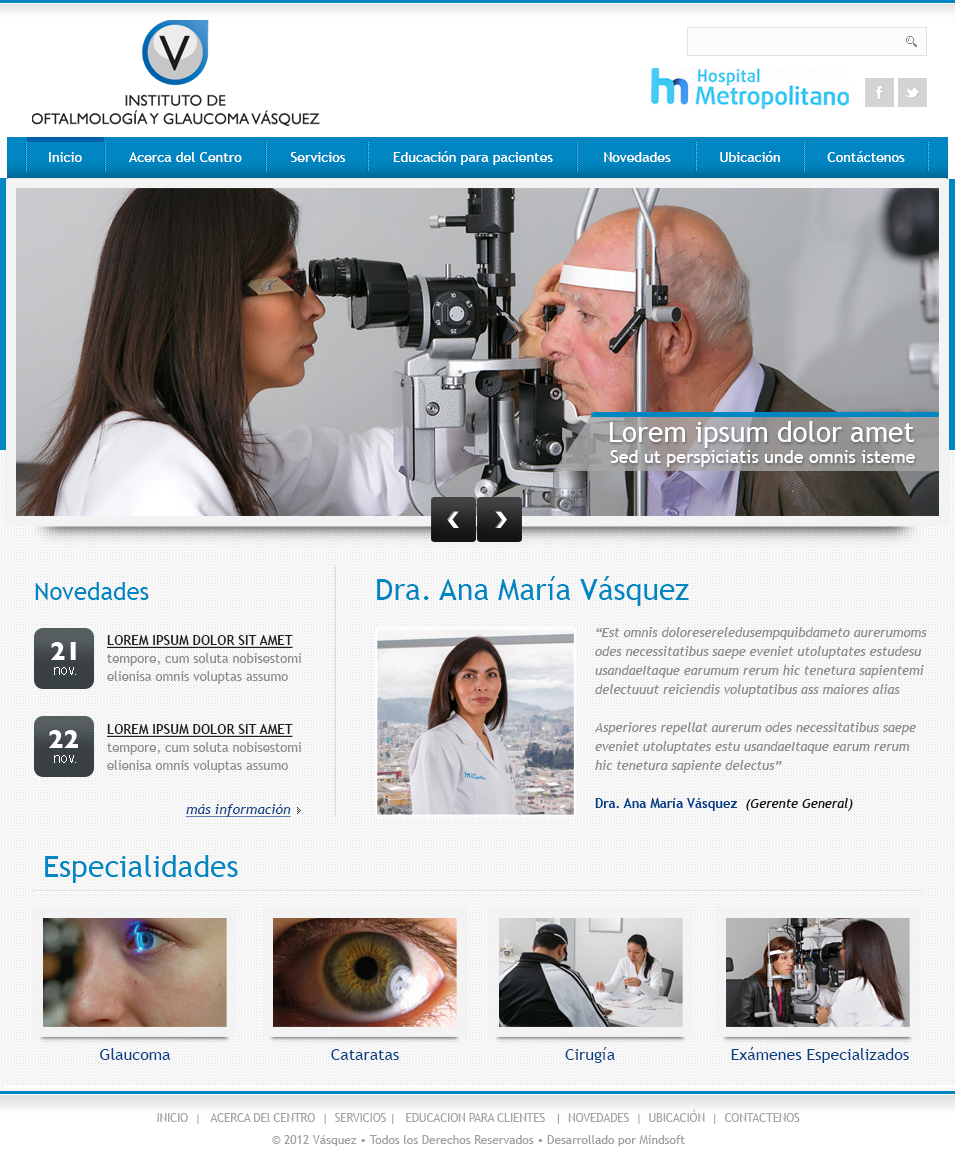 V
INSTITUTO DE
OFTALMOLOGÍA Y GLAUCOMA VÁSQUEZ
hm Hospital
Metropolitano
f
Inicio Acerca del Centro Servicios Educación para pacientes Novedades Ubicación Contáctenos
Lorem ipsum dolor amet
Sed ut perspiciatis unde omnis isteme
Novedades
21
nov.
LOREM IPSUM DOLOR SIT AMET
tempore, cum soluta nobisestomi
elienisa omnis voluptas assumo
22
nov.
LOREM IPSUM DOLOR SIT AMET
tempore, cum soluta nobisestomi
elienisa omnis voluptas assumo
más información
Dra. Ana María Vásquez
“Est omnis doloresereledusempquibdameto aurerumoms
odes necessitatibus saepe eveniet utoluptates estudesu
usandaeltaque earumum rerum hic tenetura sapientemi
delectuuut reiciendis voluptatibus ass maiores alias
Asperiores repellat aurerum odes necessitatibus saepe
eveniet utoluptates estu usandaeltaque earum rerum
hic tenetura sapiente delectus”
Dra. Ana María Vásquez (Gerente General)
Especialidades
Glaucoma
Cataratas
Cirugía
Exámenes Especializados
INICIO | ACERCA DEl CENTRO | SERVICIOS | EDUCACION PARA CLIENTES | NOVEDADES | UBICACIÓN | CONTACTENOS
© 2012 Vásquez • Todos los Derechos Reservados • Desarrollado por Mindsoft